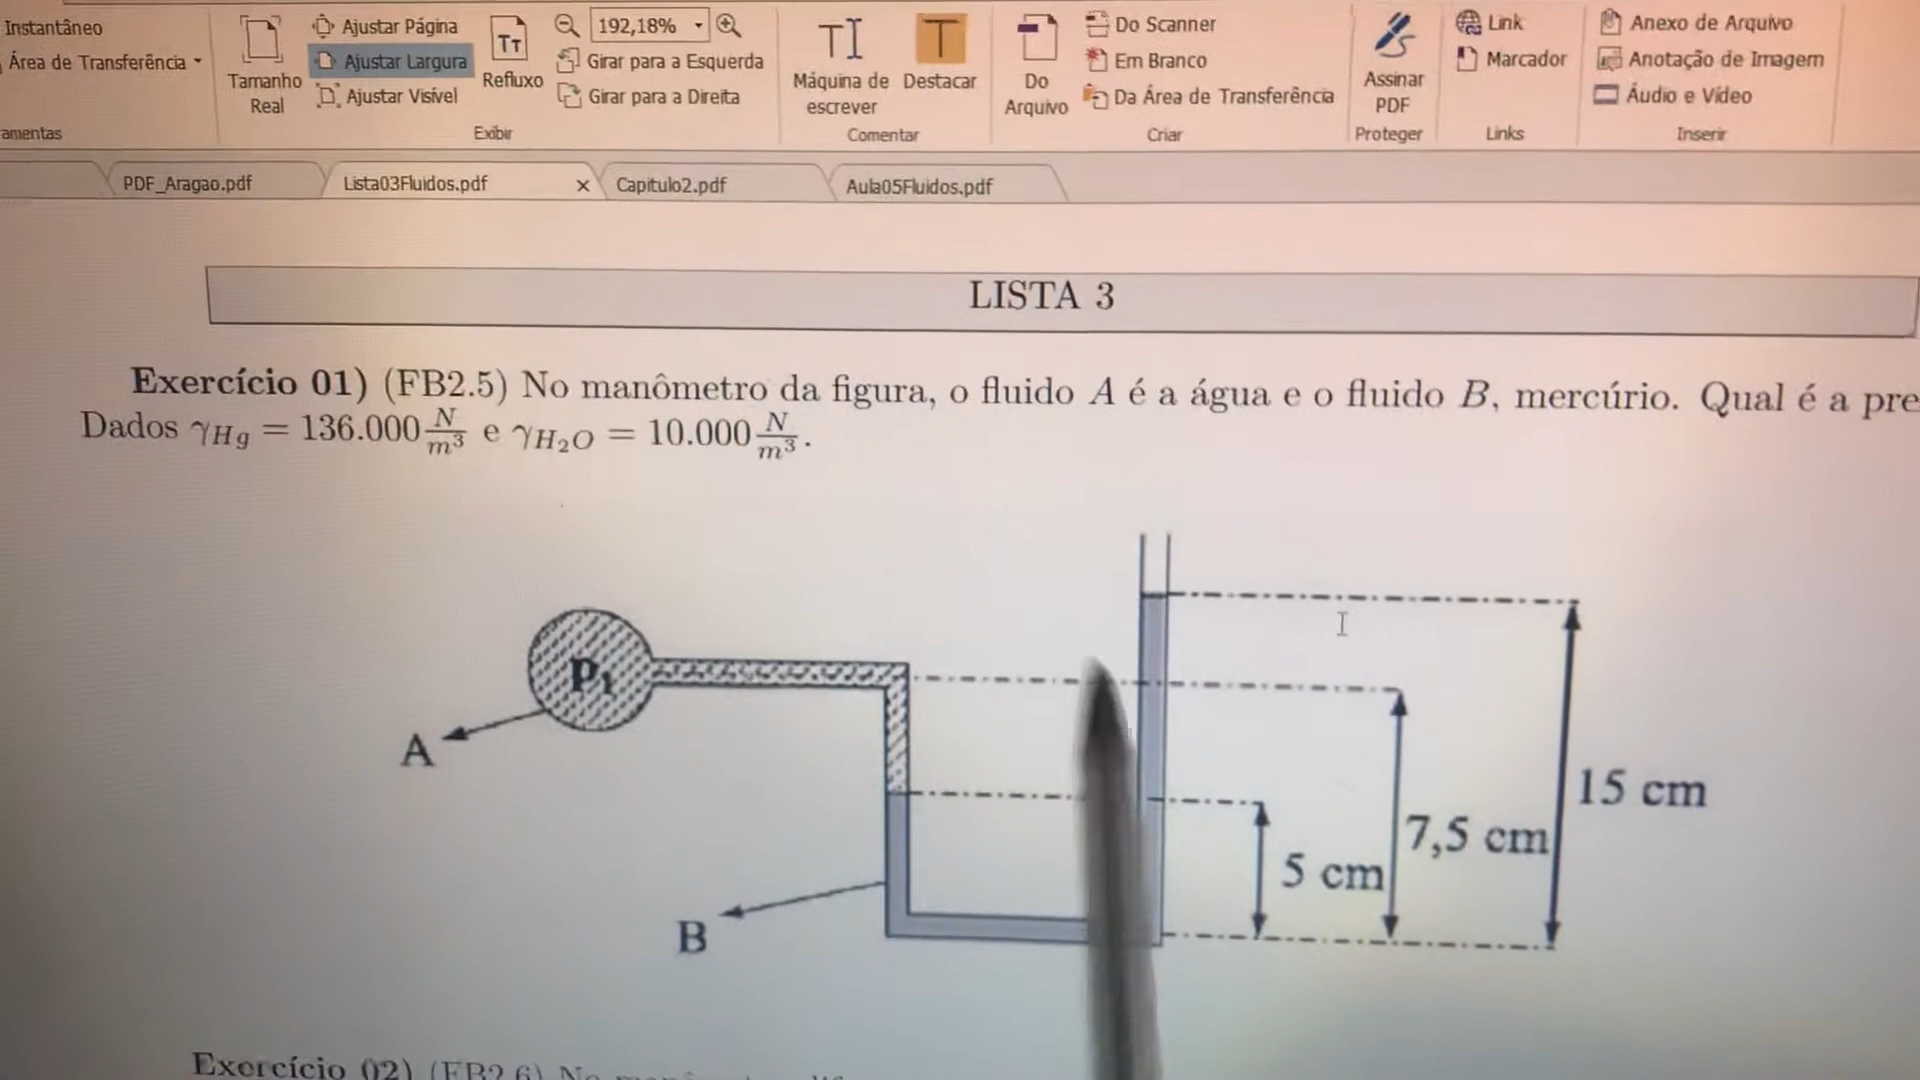 Instantâneo
Área de Transferência
amentas
Tamanho Real
Ajustar Página
Ajustar Largura
Ajustar Visível
Refluxo
192,18%
Girar para a Esquerda
Girar para a Direita
Exibir
Máquina de escrever
Destacar
Comentar
Do Arquivo
Do Scanner
Em Branco
Da Área de Transferência
Criar
Assinar PDF
Proteger
Link
Marcador
Links
Anexo de Arquivo
Anotação de Imagem
Áudio e Vídeo
Inserir
PDF_Aragao.pdf
Lista03Fluidos.pdf
Capitulo2.pdf
Aula05Fluidos.pdf
LISTA 3
Exercício 01) (FB2.5) No manômetro da figura, o fluido A é a água e o fluido B, mercúrio. Qual é a pre
Dados γHg = 136.000 N/m³ e γH₂O = 10.000 N/m³.
P₁
A
B
5 cm
7,5 cm
15 cm
Exercício 02) (FB2.6) No